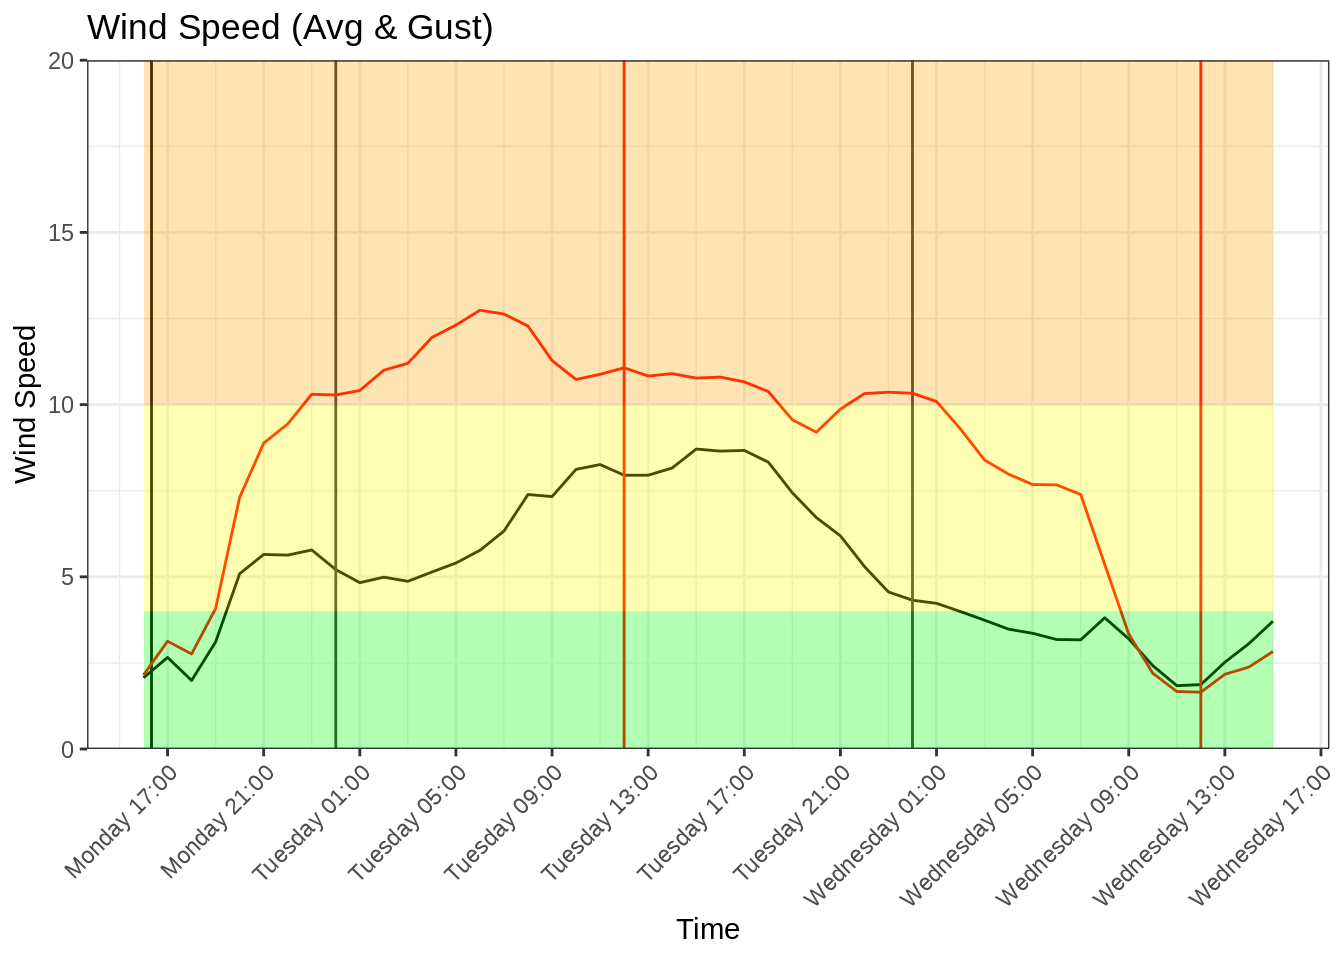 Wind Speed (Avg & Gust)
20
15
10
5
0
Wind Speed
Monday 17:00
Monday 21:00
Tuesday 01:00
Tuesday 05:00
Tuesday 09:00
Tuesday 13:00
Tuesday 17:00
Tuesday 21:00
Wednesday 01:00
Wednesday 05:00
Wednesday 09:00
Wednesday 13:00
Wednesday 17:00
Time